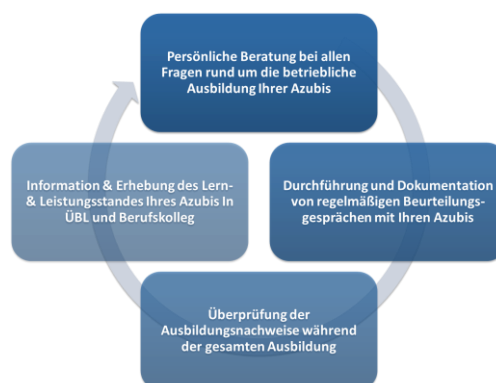 Persönliche Beratung bei allen
Fragen rund um die betriebliche
Ausbildung Ihrer Azubis
Durchführung und Dokumentation
von regelmäßigen Beurteilungs-
gesprächen mit Ihren Azubis
Überprüfung der
Ausbildungsnachweise während
der gesamten Ausbildung
Information & Erhebung des Lern-
& Leistungsstandes Ihres Azubis In
ÜBL und Berufskolleg